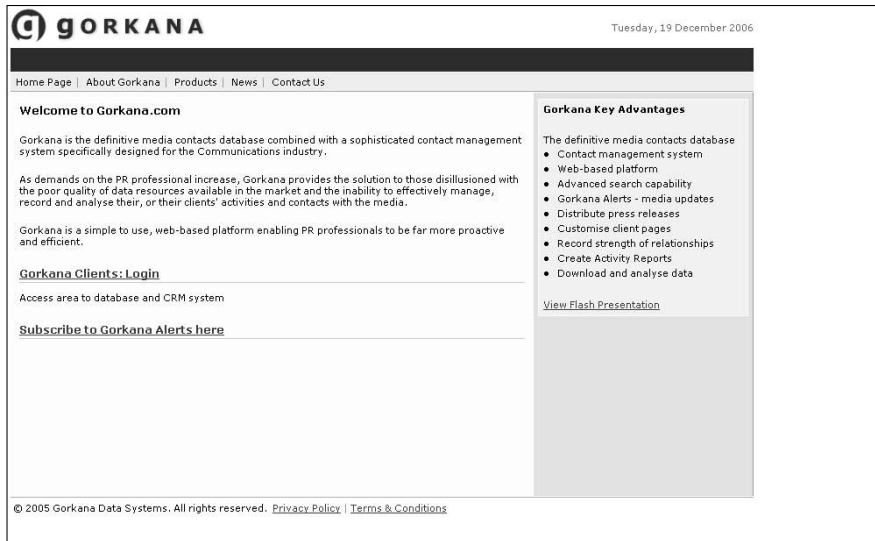 g GORKANA
Tuesday, 19 December 2006
Home Page | About Gorkana | Products | News | Contact Us
Welcome to Gorkana.com
Gorkana is the definitive media contacts database combined with a sophisticated contact management
system specifically designed for the Communications industry.
As demands on the PR professional increase, Gorkana provides the solution to those disillusioned with
the poor quality of data resources available in the market and the inability to effectively manage,
record and analyse their, or their clients' activities and contacts with the media.
Gorkana is a simple to use, web-based platform enabling PR professionals to be far more proactive
and efficient.
Gorkana Clients: Login
Access area to database and CRM system
Subscribe to Gorkana Alerts here
Gorkana Key Advantages
The definitive media contacts database
• Contact management system
• Web-based platform
• Advanced search capability
• Gorkana Alerts - media updates
• Distribute press releases
• Customise client pages
• Record strength of relationships
• Create Activity Reports
• Download and analyse data
View Flash Presentation
© 2005 Gorkana Data Systems. All rights reserved. Privacy Policy | Terms & Conditions